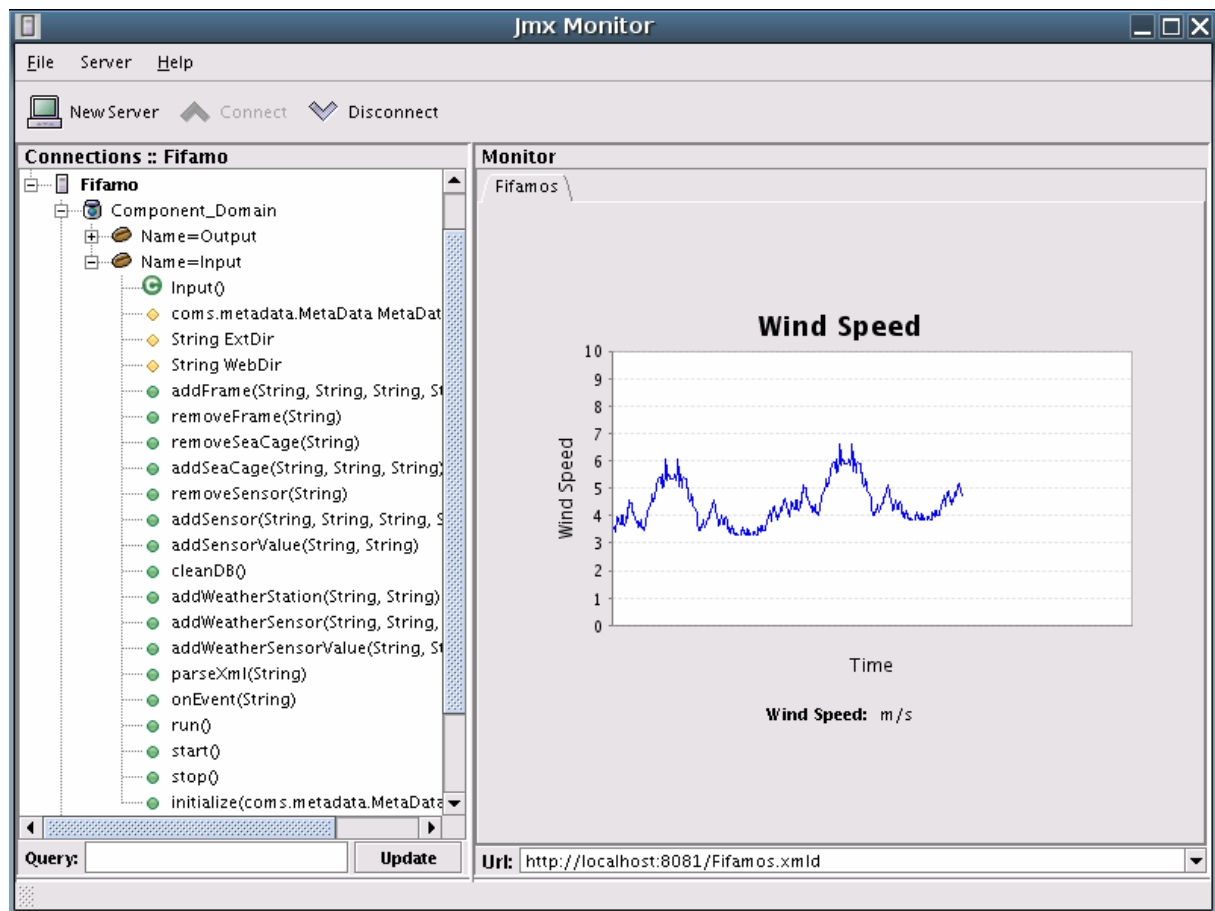 Jmx Monitor
File Server Help
New Server Connect Disconnect
Connections :: Fifamo
Fifamo
Component_Domain
Name=Output
Name=Input
Input()
coms.metadata.MetaData MetaDat
String ExtDir
String WebDir
addFrame(String, String, String, St
removeFrame(String)
removeSeaCage(String)
addSeaCage(String, String, String)
removeSensor(String)
addSensor(String, String, String, S
addSensorValue(String, String)
cleanDB()
addWeatherStation(String, String)
addWeatherSensor(String, String,
addWeatherSensorValue(String, St
parseXml(String)
onEvent(String)
run()
start()
stop()
initialize(coms.metadata.MetaData
Query: Update
Monitor
Fifamos
Wind Speed
10
9
8
7
6
5
4
3
2
1
0
Wind Speed
Time
Wind Speed: m/s
Url: http://localhost:8081/Fifamos.xmld